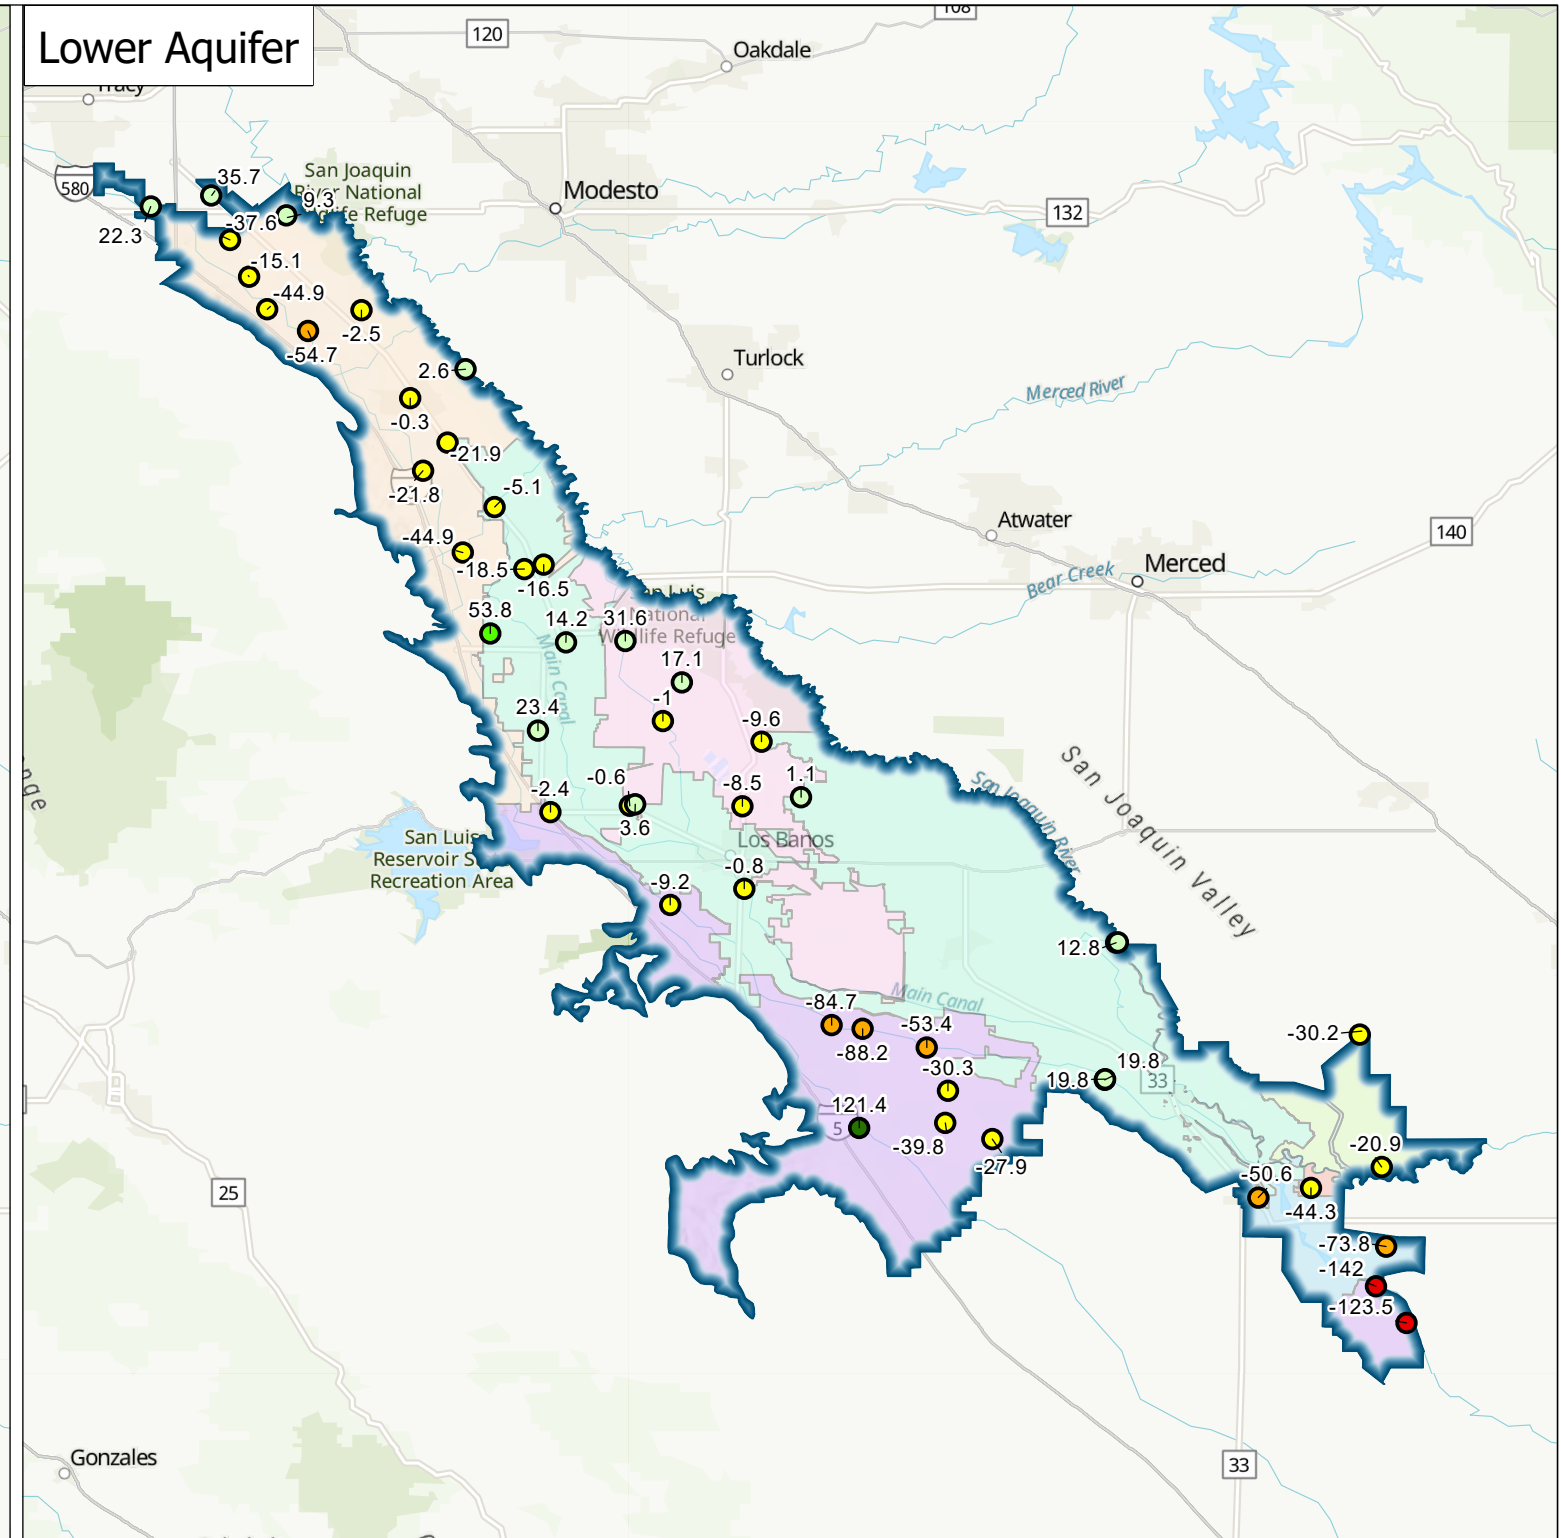 Lower Aquifer
108
120
Oakdale
Tracy
580
San Joaquin
River National
Wildlife Refuge
Modesto
132
35.7
9.3
22.3
-37.6
-15.1
-44.9
-2.5
-54.7
2.6
Turlock
Merced River
-0.3
-21.9
-21.8
-5.1
Atwater
140
-44.9
-18.5
-16.5
Merced
Bear Creek
San Luis
National
Wildlife Refuge
53.8
14.2
31.6
Main Canal
17.1
-1
23.4
-9.6
-2.4
-0.6
3.6
-8.5
1.1
San Joaquin River
San Joaquin Valley
San Luis
Reservoir S
Recreation Area
Los Banos
-0.8
-9.2
12.8
Main Canal
-84.7
-88.2
-53.4
-30.2
-30.3
19.8
19.8
33
121.4
5
-39.8
-27.9
-20.9
-50.6
-44.3
25
-73.8
-142
-123.5
Gonzales
33